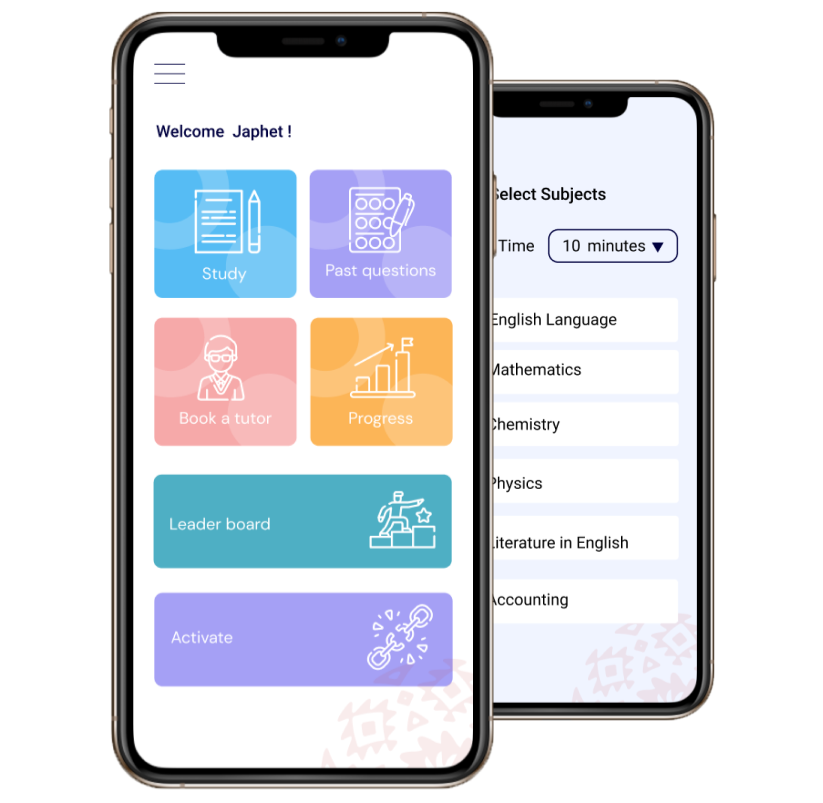 Welcome Japhet !
Study
Past questions
Book a tutor
Progress
Leader board
Activate
Select Subjects
Time
10 minutes
English Language
Mathematics
Chemistry
Physics
Literature in English
Accounting